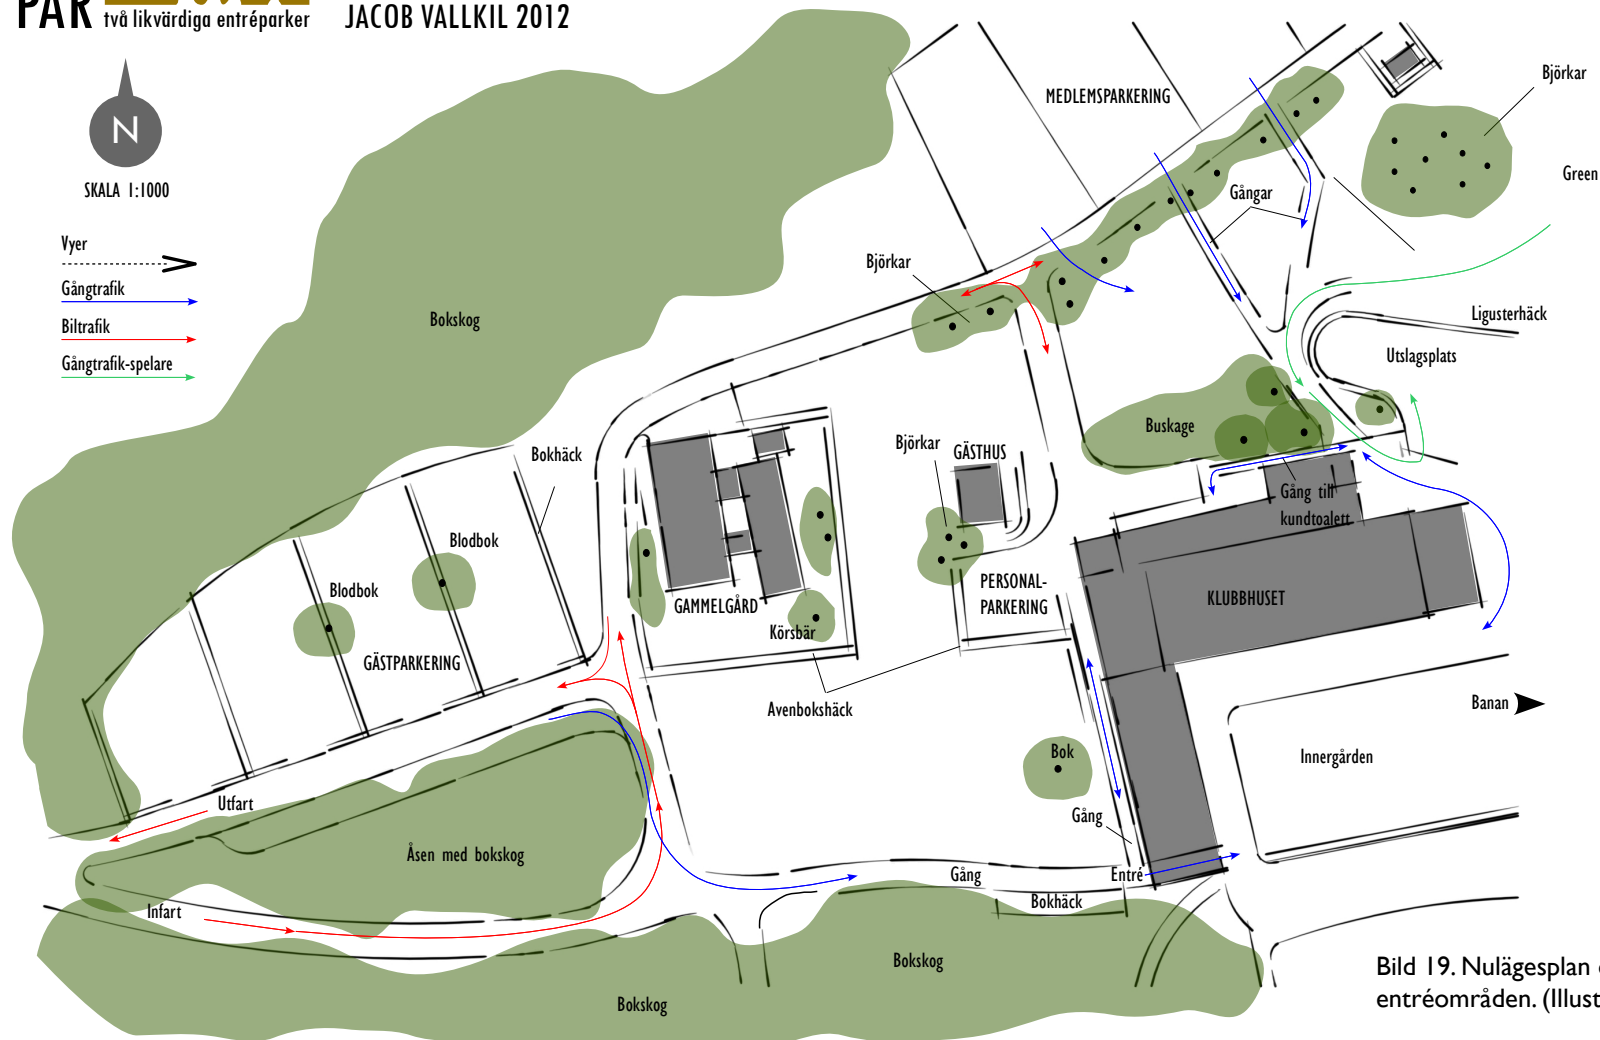 PAR
två likvärdiga entréparker
JACOB VALLKIL 2012
N
SKALA 1:1000
Vyer
Gångtrafik
Biltrafik
Gångtrafik-spelare
MEDLEMSPARKERING
Björkar
Green
Gångar
Björkar
Bokskog
Ligusterhäck
Utslagsplats
Buskage
Björkar
GÄSTHUS
Bokhäck
Gång till
kundtoalett
Blodbok
Blodbok
PERSONAL-
PARKERING
KLUBBHUSET
GAMMELGÅRD
Körsbär
GÄSTPARKERING
Avenbokshäck
Banan
Bok
Innergården
Utfart
Gång
Åsen med bokskog
Gång
Entré
Bokhäck
Infart
Bokskog
Bokskog
Bild 19. Nulägesplan
entréområden. (Illust